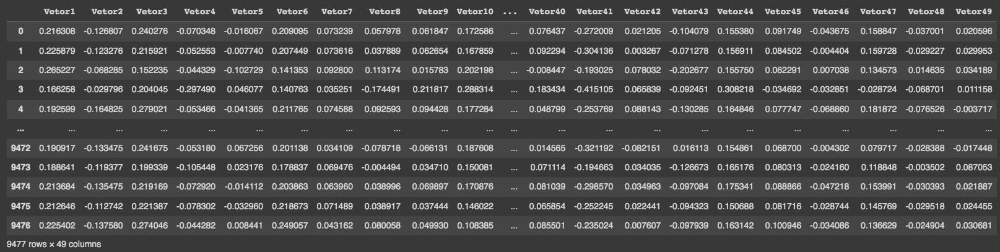 Vetor1 Vetor2 Vetor3 Vetor4 Vetor5 Vetor6 Vetor7 Vetor8 Vetor9 Vetor10 ... Vetor40 Vetor41 Vetor42 Vetor43 Vetor44 Vetor45 Vetor46 Vetor47 Vetor48 Vetor49
0 0.216308 -0.126807 0.240276 -0.070348 -0.016067 0.209095 0.073239 0.057978 0.061847 0.172586 ... 0.076437 -0.272009 0.021205 -0.104079 0.155380 0.091749 -0.043675 0.158847 -0.037001 0.020596
1 0.225879 -0.123276 0.215921 -0.052553 -0.007740 0.207449 0.073616 0.037889 0.062654 0.167859 ... 0.092294 -0.304136 0.003267 -0.071278 0.156911 0.084502 -0.004404 0.159728 -0.029227 0.029953
2 0.265227 -0.068285 0.152235 -0.044329 -0.102729 0.141353 0.092800 0.113174 0.015783 0.202198 ... -0.008447 -0.193025 0.078032 -0.202677 0.155750 0.062291 0.007038 0.134573 0.014635 0.034189
3 0.166258 -0.029796 0.204045 -0.297490 0.046077 0.140763 0.035251 -0.174491 0.211817 0.288314 ... 0.183434 -0.415105 0.065839 -0.092451 0.308218 -0.034692 -0.032851 -0.028724 -0.068701 0.011158
4 0.192599 -0.164825 0.279021 -0.053466 -0.041365 0.211765 0.074588 0.092593 0.094428 0.177284 ... 0.048799 -0.253769 0.088143 -0.130285 0.164846 0.077747 -0.068860 0.181872 -0.076526 -0.003717
... ... ... ... ... ... ... ... ... ... ... ... ... ... ... ... ... ... ... ... ... ...
9472 0.190917 -0.133475 0.241675 -0.053180 0.067256 0.201138 0.034109 -0.078718 -0.066131 0.187608 ... 0.014565 -0.321192 -0.082151 0.016113 0.154861 0.068700 -0.004302 0.079717 -0.028388 -0.017448
9473 0.188641 -0.119377 0.199339 -0.105448 0.023176 0.178837 0.069476 -0.004494 0.034710 0.150081 ... 0.071114 -0.194663 0.034035 -0.126673 0.165176 0.080313 -0.024160 0.118848 -0.003502 0.087053
9474 0.213684 -0.135475 0.219169 -0.072920 -0.014112 0.203863 0.063960 0.038996 0.069897 0.170876 ... 0.081039 -0.298570 0.034963 -0.097084 0.175341 0.088866 -0.047218 0.153991 -0.030393 0.021887
9475 0.212646 -0.112742 0.221387 -0.078302 -0.032960 0.218673 0.071489 0.038917 0.037444 0.146022 ... 0.065854 -0.252245 0.022441 -0.094323 0.150688 0.081716 -0.028744 0.145769 -0.029518 0.024455
9476 0.225402 -0.137580 0.274046 -0.044282 0.008441 0.249057 0.043162 0.080058 0.049930 0.108385 ... 0.085501 -0.235024 0.007607 -0.097939 0.163142 0.100946 -0.034086 0.136629 -0.024904 0.030681
9477 rows × 49 columns